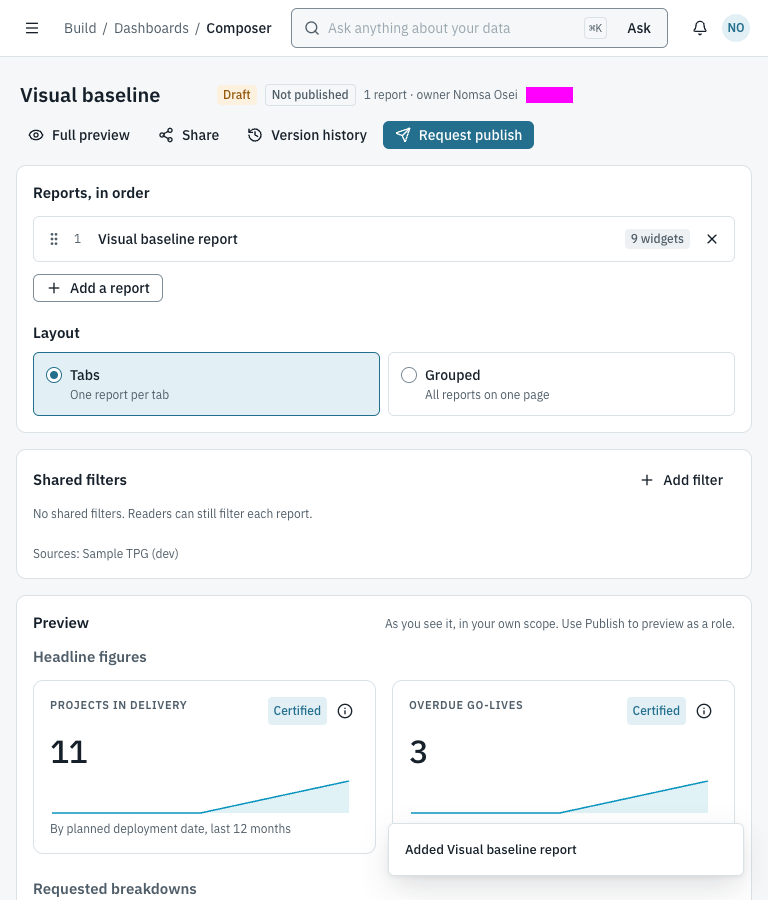 Build / Dashboards / Composer
Ask anything about your data
⌘K
Ask
NO
Visual baseline
Draft
Not published
1 report · owner Nomsa Osei
Full preview
Share
Version history
Request publish
Reports, in order
1
Visual baseline report
9 widgets
Add a report
Layout
Tabs
One report per tab
Grouped
All reports on one page
Shared filters
Add filter
No shared filters. Readers can still filter each report.
Sources: Sample TPG (dev)
Preview
As you see it, in your own scope. Use Publish to preview as a role.
Headline figures
PROJECTS IN DELIVERY
Certified
11
By planned deployment date, last 12 months
OVERDUE GO-LIVES
Certified
3
Added Visual baseline report
Requested breakdowns